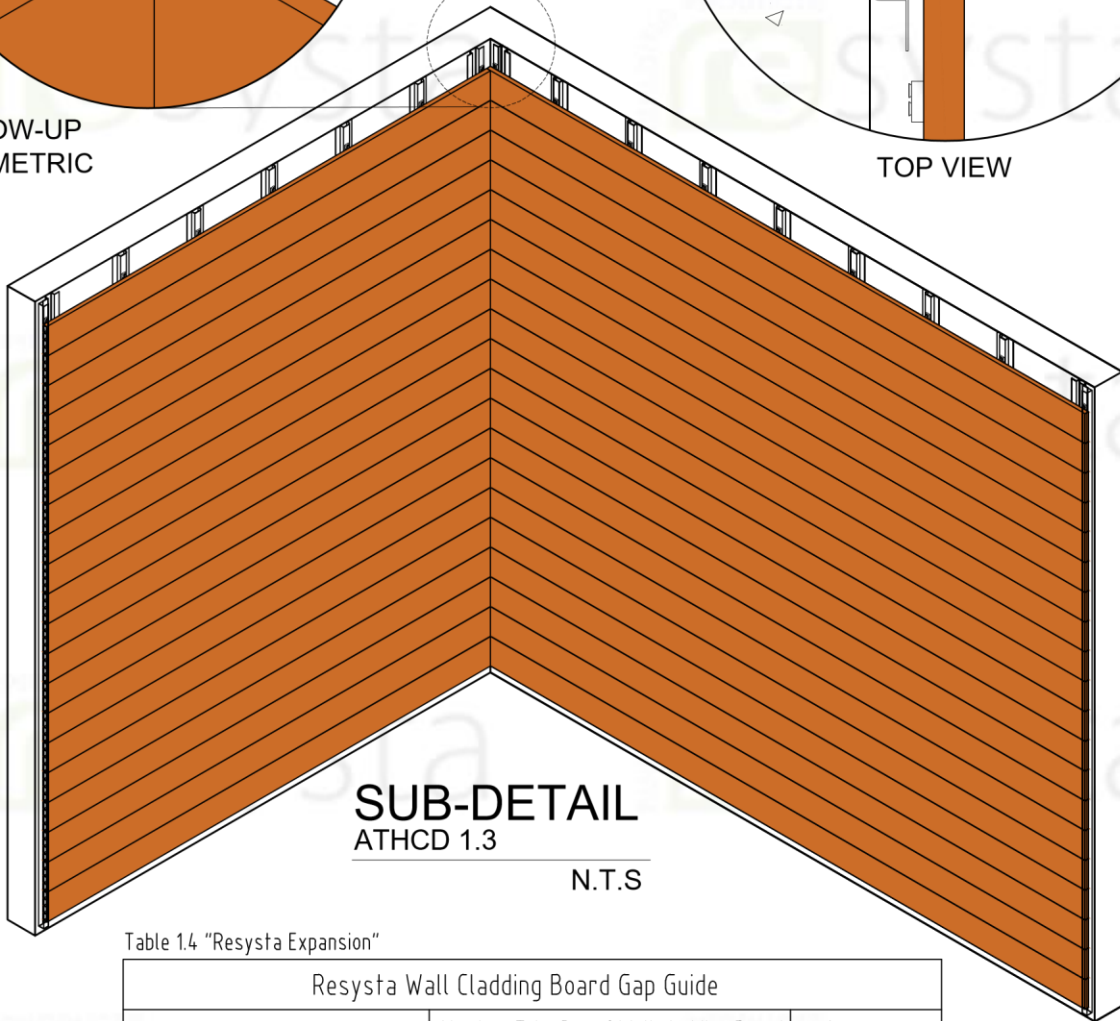 OW-UP
METRIC
TOP VIEW
SUB-DETAIL
ATHCD 1.3
N.T.S
Table 1.4 "Resysta Expansion"
Resysta Wall Cladding Board Gap Guide
resysta